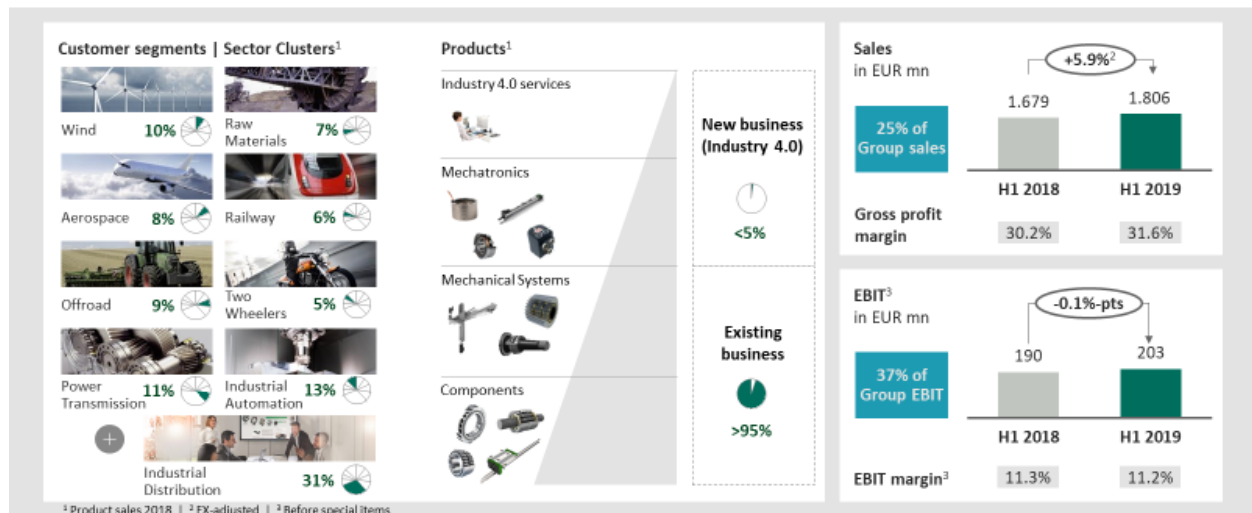 Customer segments | Sector Clusters¹
Wind 10%
Raw
Materials 7%
Aerospace 8%
Railway 6%
Offroad 9%
Two
Wheelers 5%
Power
Transmission 11%
Industrial
Automation 13%
+
Industrial
Distribution 31%
Products¹
Industry 4.0 services
Mechatronics
Mechanical Systems
Components
New business
(Industry 4.0)
<5%
Existing
business
>95%
Sales
in EUR mn
+5.9%²
25% of
Group sales
1.679
1.806
H1 2018
H1 2019
Gross profit
margin
30.2%
31.6%
EBIT³
in EUR mn
-0.1%-pts
37% of
Group EBIT
190
203
H1 2018
H1 2019
EBIT margin³
11.3%
11.2%
¹ Product sales 2018 | ² FX-adjusted | ³ Before special items